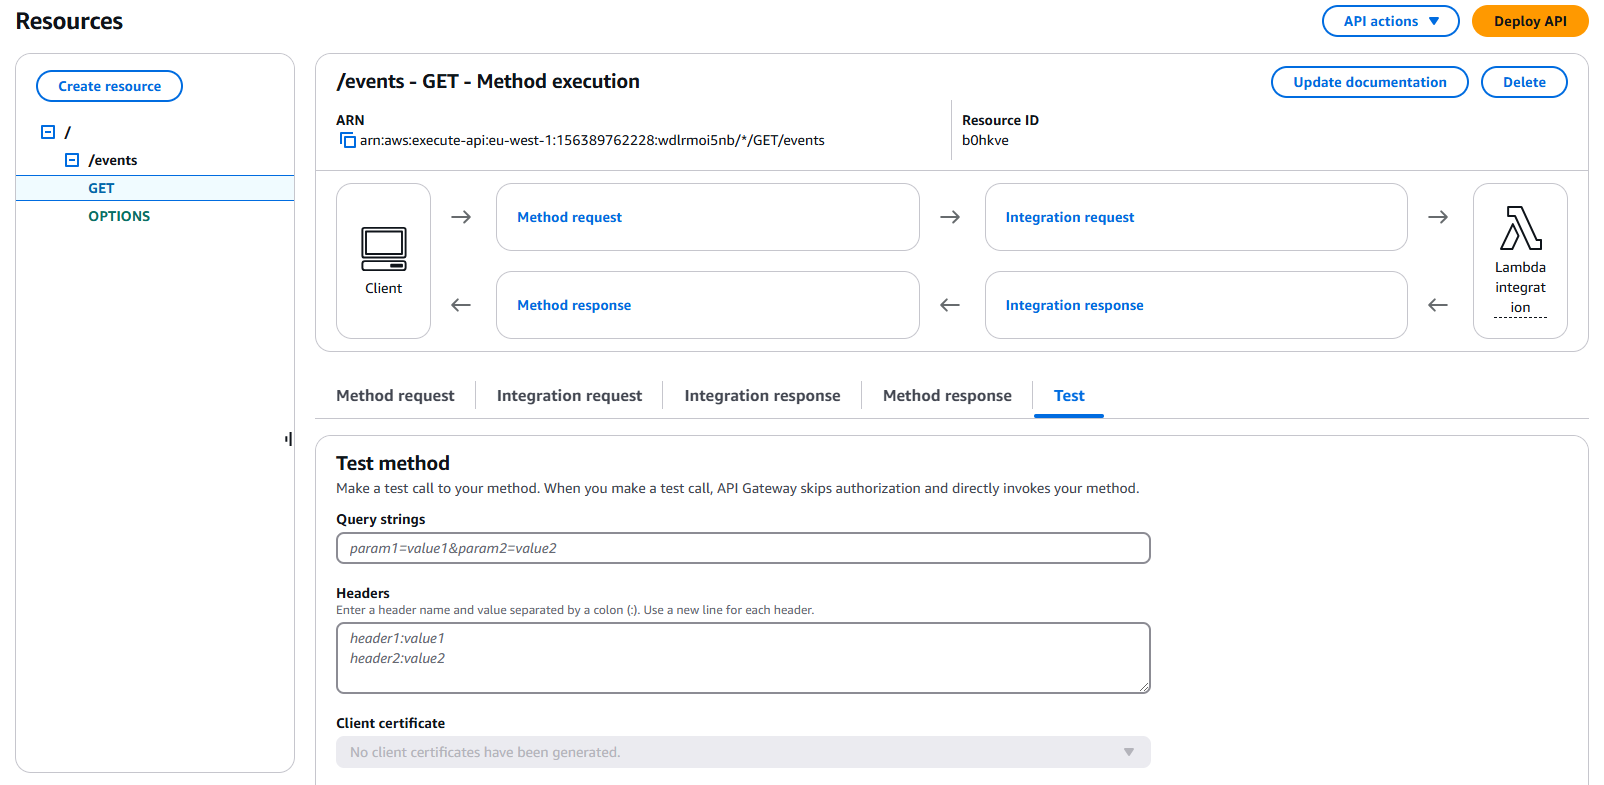 Resources
API actions
Deploy API
Create resource
/
/events
GET
OPTIONS
/events - GET - Method execution
Update documentation
Delete
ARN
arn:aws:execute-api:eu-west-1:156389762228:wdlrmoi5nb/*/GET/events
Resource ID
b0hkve
Client
Method request
Integration request
Method response
Integration response
Lambda
integrat
ion
Method request
Integration request
Integration response
Method response
Test
Test method
Make a test call to your method. When you make a test call, API Gateway skips authorization and directly invokes your method.
Query strings
param1=value1&param2=value2
Headers
Enter a header name and value separated by a colon (:). Use a new line for each header.
header1:value1
header2:value2
Client certificate
No client certificates have been generated.